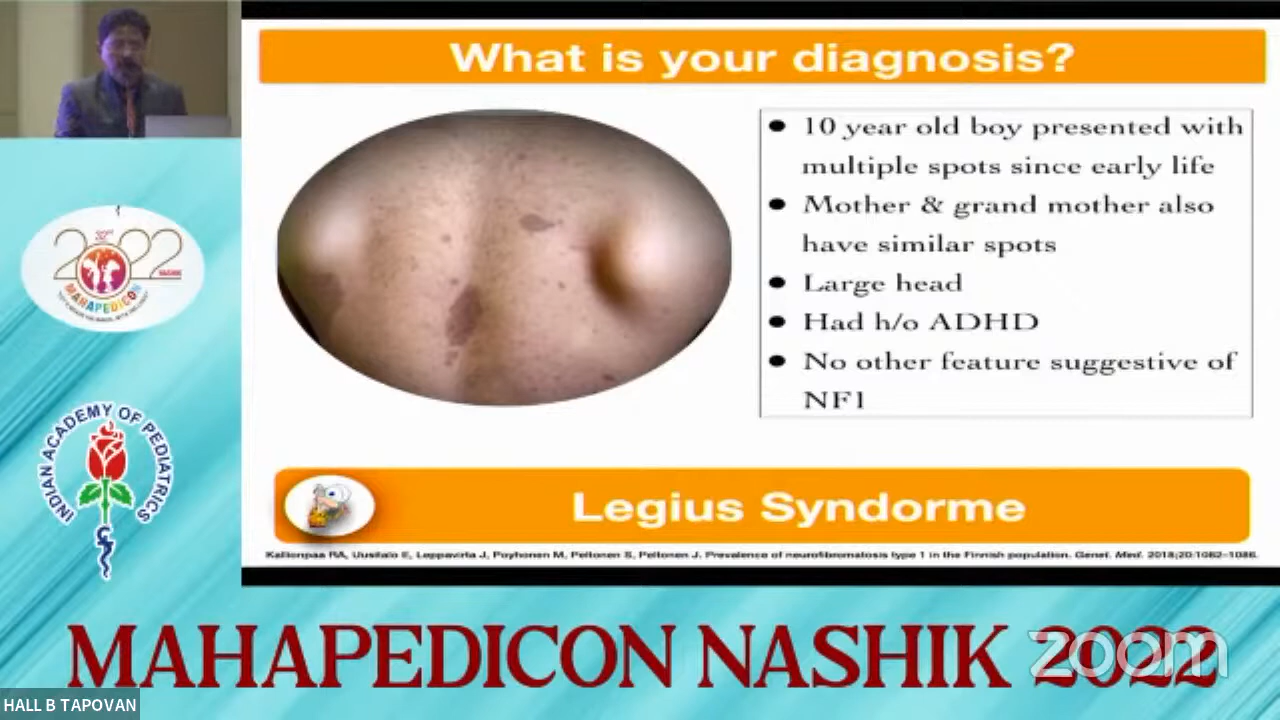 What is your diagnosis?
10 year old boy presented with
multiple spots since early life
Mother & grand mother also
have similar spots
Large head
Had h/o ADHD
No other feature suggestive of
NF1
Legius Syndorme
Kallionpaa RA, Uusitalo E, Leppavirta J, Poyhonen M, Peltonen S, Peltonen J. Prevalence of neurofibromatosis type 1 in the Finnish population. Genet. Med. 2018;20:1082–1086.
2022
NASHIK
MAHAPEDICON
INDIAN ACADEMY OF PEDIATRICS
MAHAPEDICON NASHIK 2022
zoom
HALL B TAPOVAN